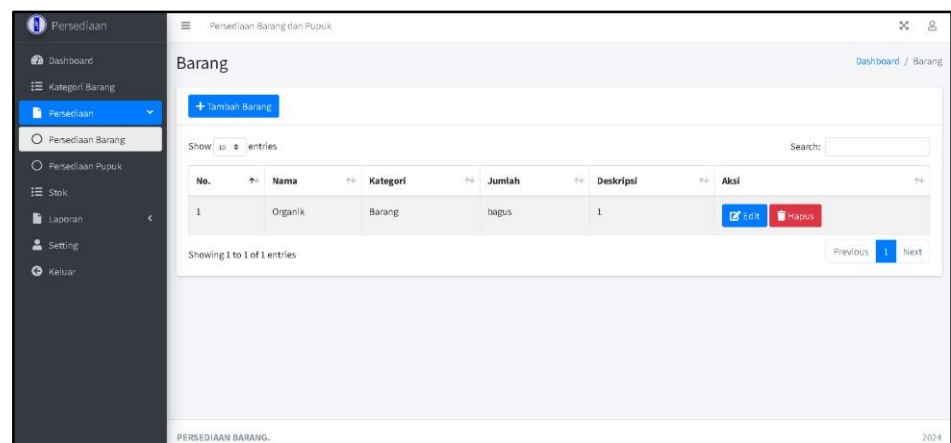 Persediaan
Persediaan Barang dan Pupuk
Dashboard
Kategori Barang
Persediaan
Persediaan Barang
Persediaan Pupuk
Stok
Laporan
Setting
Keluar
Barang
Dashboard / Barang
+ Tambah Barang
Show 10 entries
Search:
No. Nama Kategori Jumlah Deskripsi Aksi
1 Organik Barang bagus 1 Edit Hapus
Showing 1 to 1 of 1 entries
Previous 1 Next
PERSEDIAAN BARANG.
2024